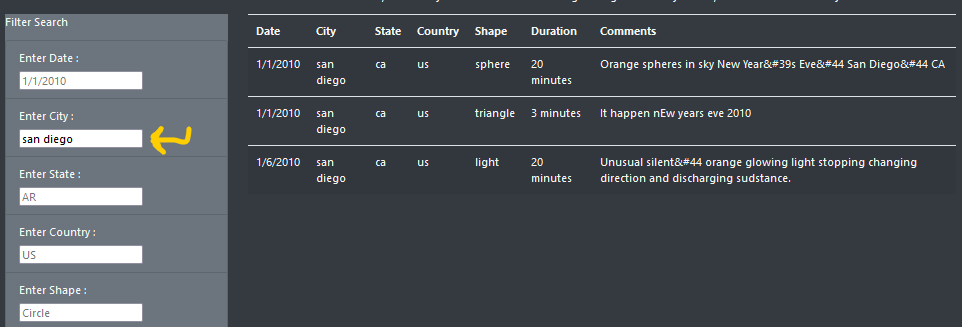 Filter Search
Enter Date :
1/1/2010
Enter City :
san diego
Enter State :
AR
Enter Country :
US
Enter Shape :
Circle
Date City State Country Shape Duration Comments
1/1/2010 san diego ca us sphere 20 minutes Orange spheres in sky New Year&#39s Eve&#44 San Diego&#44 CA
1/1/2010 san diego ca us triangle 3 minutes It happen nEw years eve 2010
1/6/2010 san diego ca us light 20 minutes Unusual silent&#44 orange glowing light stopping changing
direction and discharging sudstance.